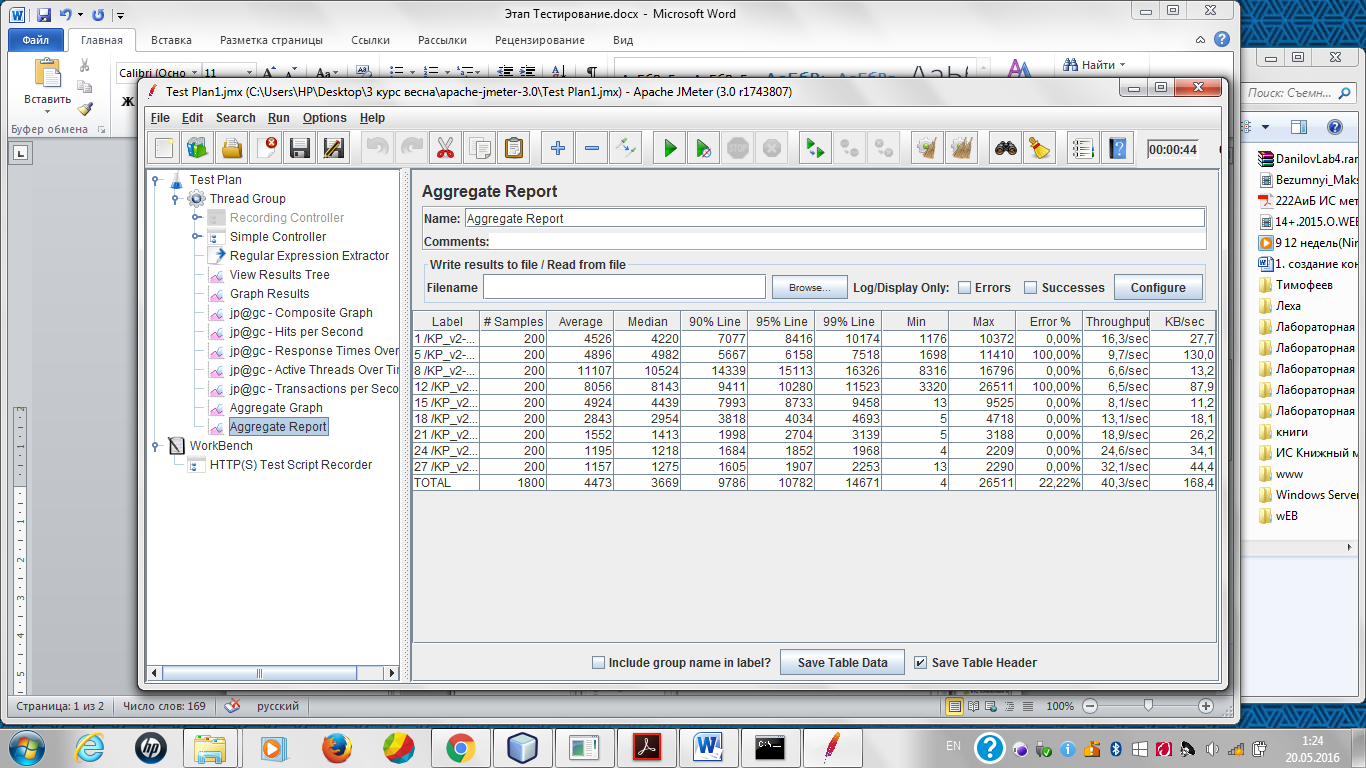 Этап Тестирование.docx - Microsoft Word
Файл Главная Вставка Разметка страницы Ссылки Рассылки Рецензирование Вид
Calibri (Осно 11 Найти
Вставить
Ж
Буфер обмена
Test Plan1.jmx (C:\Users\HP\Desktop\3 курс весна\apache-jmeter-3.0\Test Plan1.jmx) - Apache JMeter (3.0 r1743807)
File Edit Search Run Options Help
STOP 00:00:44
Test Plan
Thread Group
Recording Controller
Simple Controller
Regular Expression Extractor
View Results Tree
Graph Results
jp@gc - Composite Graph
jp@gc - Hits per Second
jp@gc - Response Times Over
jp@gc - Active Threads Over Tir
jp@gc - Transactions per Seco
Aggregate Graph
Aggregate Report
WorkBench
HTTP(S) Test Script Recorder
Aggregate Report
Name: Aggregate Report
Comments:
Write results to file / Read from file
Filename Browse... Log/Display Only: Errors Successes Configure
Label # Samples Average Median 90% Line 95% Line 99% Line Min Max Error % Throughput KB/sec
1 /KP_v2-... 200 4526 4220 7077 8416 10174 1176 10372 0,00% 16,3/sec 27,7
5 /KP_v2-... 200 4896 4982 5667 6158 7518 1698 11410 100,00% 9,7/sec 130,0
8 /KP_v2-... 200 11107 10524 14339 15113 16326 8316 16796 0,00% 6,6/sec 13,2
12 /KP_v2... 200 8056 8143 9411 10280 11523 3320 26511 100,00% 6,5/sec 87,9
15 /KP_v2... 200 4924 4439 7993 8733 9458 13 9525 0,00% 8,1/sec 11,2
18 /KP_v2... 200 2843 2954 3818 4034 4693 5 4718 0,00% 13,1/sec 18,1
21 /KP_v2... 200 1552 1413 1998 2704 3139 5 3188 0,00% 18,9/sec 26,2
24 /KP_v2... 200 1195 1218 1684 1852 1968 4 2209 0,00% 24,6/sec 34,1
27 /KP_v2... 200 1157 1275 1605 1907 2253 13 2290 0,00% 32,1/sec 44,4
TOTAL 1800 4473 3669 9786 10782 14671 4 26511 22,22% 40,3/sec 168,4
Include group name in label? Save Table Data Save Table Header
Поиск: Съемн...
DanilovLab4.rar
Bezumnyi_Maks
222АиБ ИС мет
14+.2015.O.WEB
9 12 недель(Nin
1. создание кон
Тимофеев
Леха
Лабораторная
Лабораторная
Лабораторная
Лабораторная
Лабораторная
книги
ИС Книжный м
www
Windows Server
wEB
Страница: 1 из 2 Число слов: 169 русский 100%
EN 1:24
20.05.2016